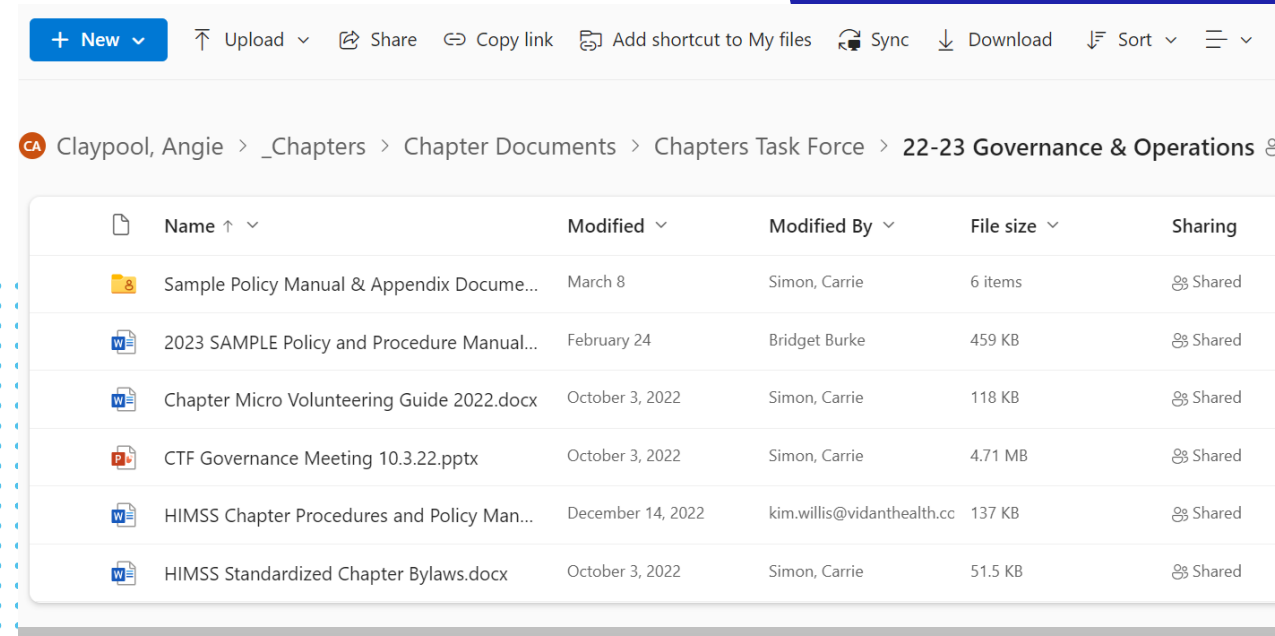 New Upload Share Copy link Add shortcut to My files Sync Download Sort
CA Claypool, Angie > _Chapters > Chapter Documents > Chapters Task Force > 22-23 Governance & Operations
Name Modified Modified By File size Sharing
Sample Policy Manual & Appendix Docume... March 8 Simon, Carrie 6 items Shared
2023 SAMPLE Policy and Procedure Manual... February 24 Bridget Burke 459 KB Shared
Chapter Micro Volunteering Guide 2022.docx October 3, 2022 Simon, Carrie 118 KB Shared
CTF Governance Meeting 10.3.22.pptx October 3, 2022 Simon, Carrie 4.71 MB Shared
HIMSS Chapter Procedures and Policy Man... December 14, 2022 kim.willis@vidanthealth.cc 137 KB Shared
HIMSS Standardized Chapter Bylaws.docx October 3, 2022 Simon, Carrie 51.5 KB Shared